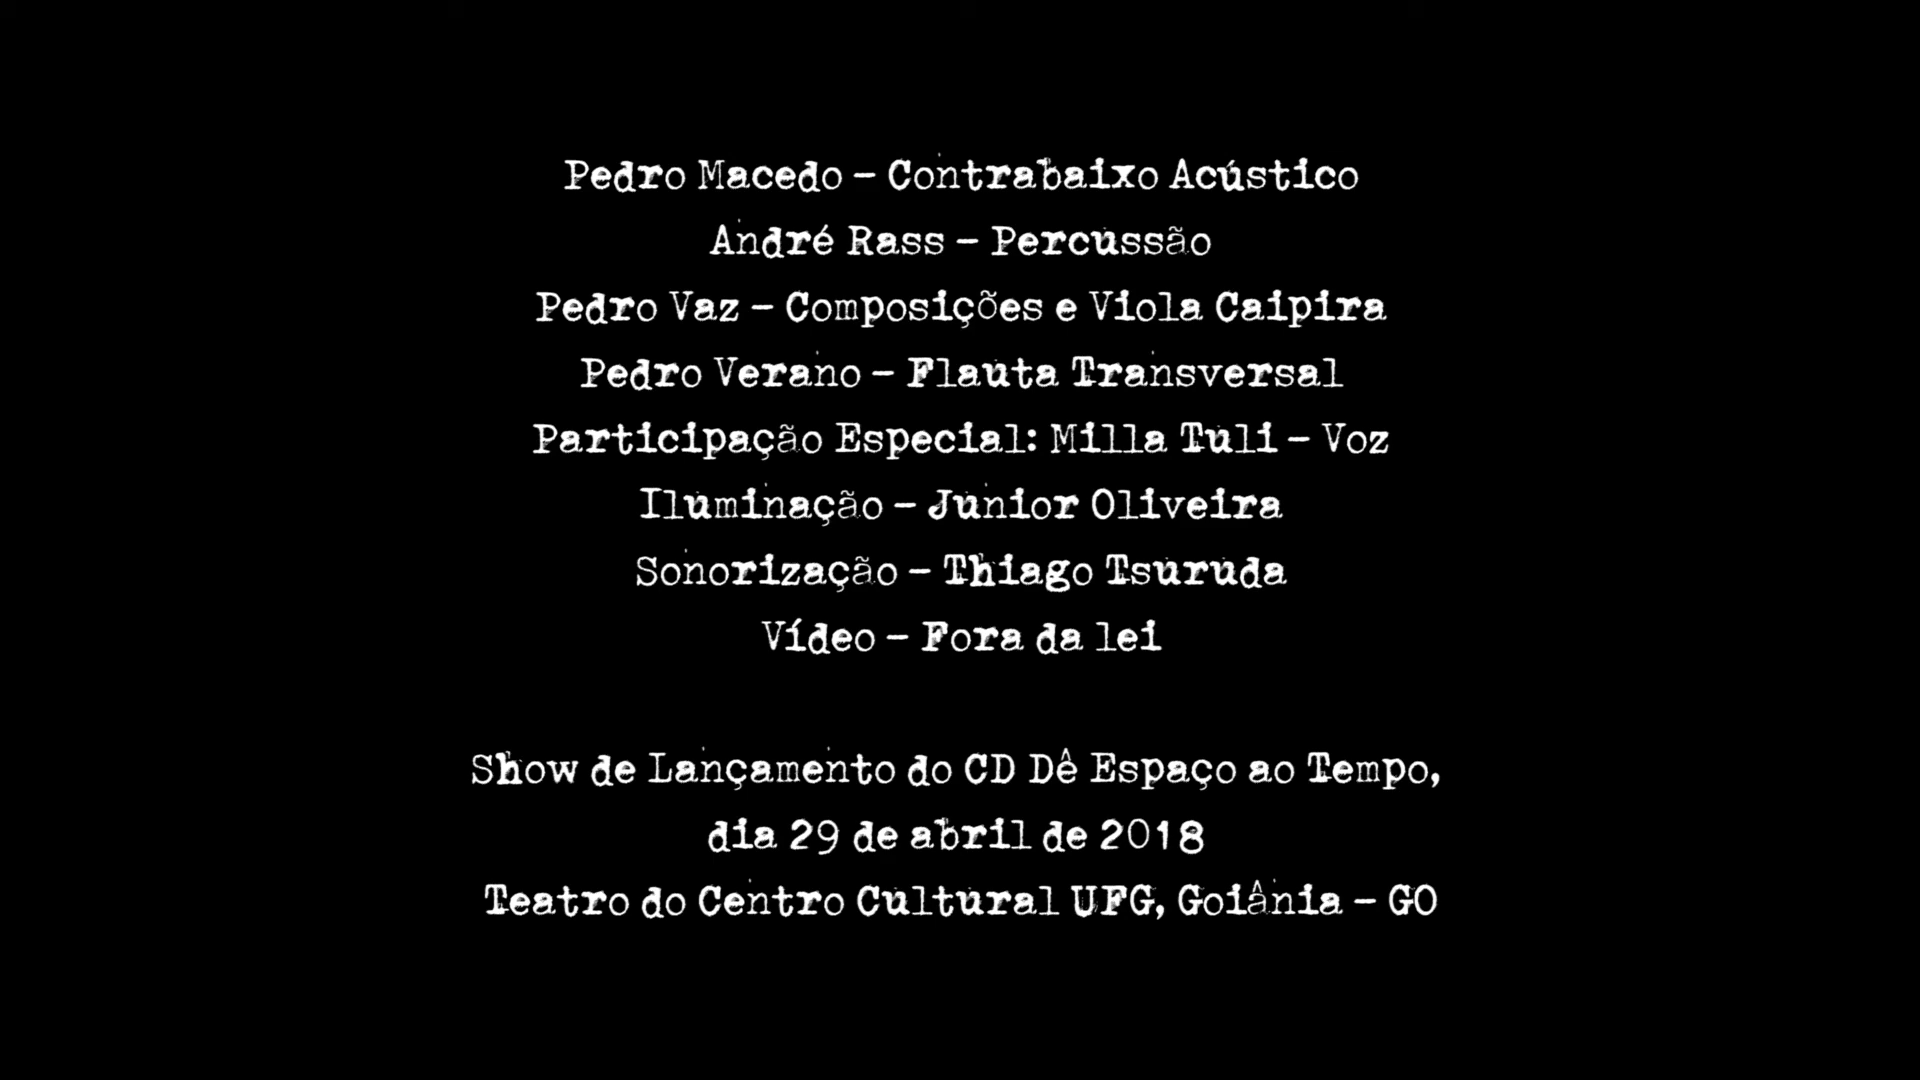 Pedro Macedo – Contrabaixo Acústico
André Rass – Percussão
Pedro Vaz – Composições e Viola Caipira
Pedro Verano – Flauta Transversal
Participação Especial: Milla Tuli – Voz
Iluminação – Junior Oliveira
Sonorização – Thiago Tsuruda
Vídeo – Fora da lei
Show de Lançamento do CD Dê Espaço ao Tempo,
dia 29 de abril de 2018
Teatro do Centro Cultural UFG, Goiânia – GO